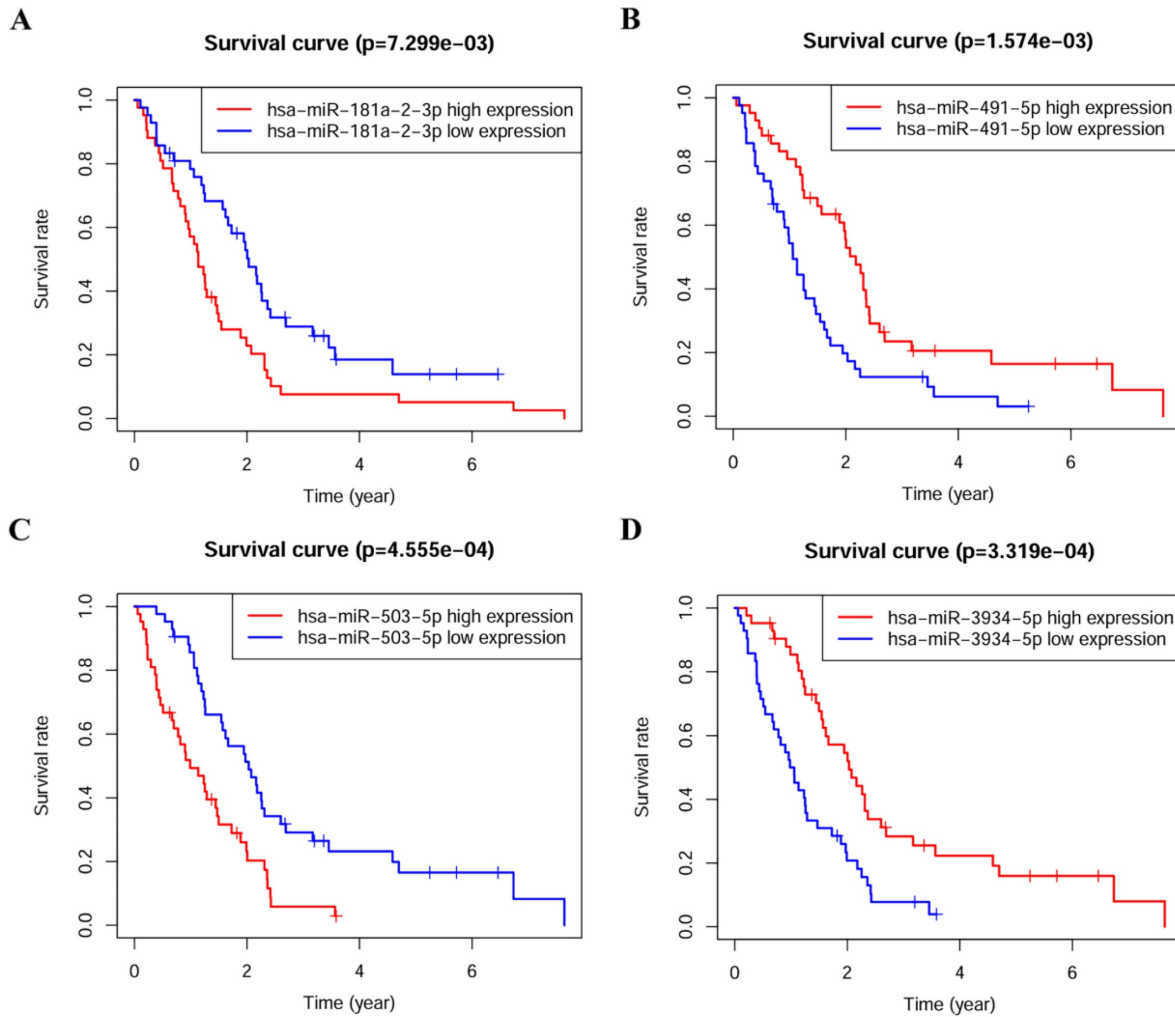 A
Survival curve (p=7.299e−03)
hsa−miR−181a−2−3p high expression
hsa−miR−181a−2−3p low expression
Survival rate
1.0
0.8
0.6
0.4
0.2
0.0
0 2 4 6
Time (year)
B
Survival curve (p=1.574e−03)
hsa−miR−491−5p high expression
hsa−miR−491−5p low expression
Survival rate
1.0
0.8
0.6
0.4
0.2
0.0
0 2 4 6
Time (year)
C
Survival curve (p=4.555e−04)
hsa−miR−503−5p high expression
hsa−miR−503−5p low expression
Survival rate
1.0
0.8
0.6
0.4
0.2
0.0
0 2 4 6
Time (year)
D
Survival curve (p=3.319e−04)
hsa−miR−3934−5p high expression
hsa−miR−3934−5p low expression
Survival rate
1.0
0.8
0.6
0.4
0.2
0.0
0 2 4 6
Time (year)